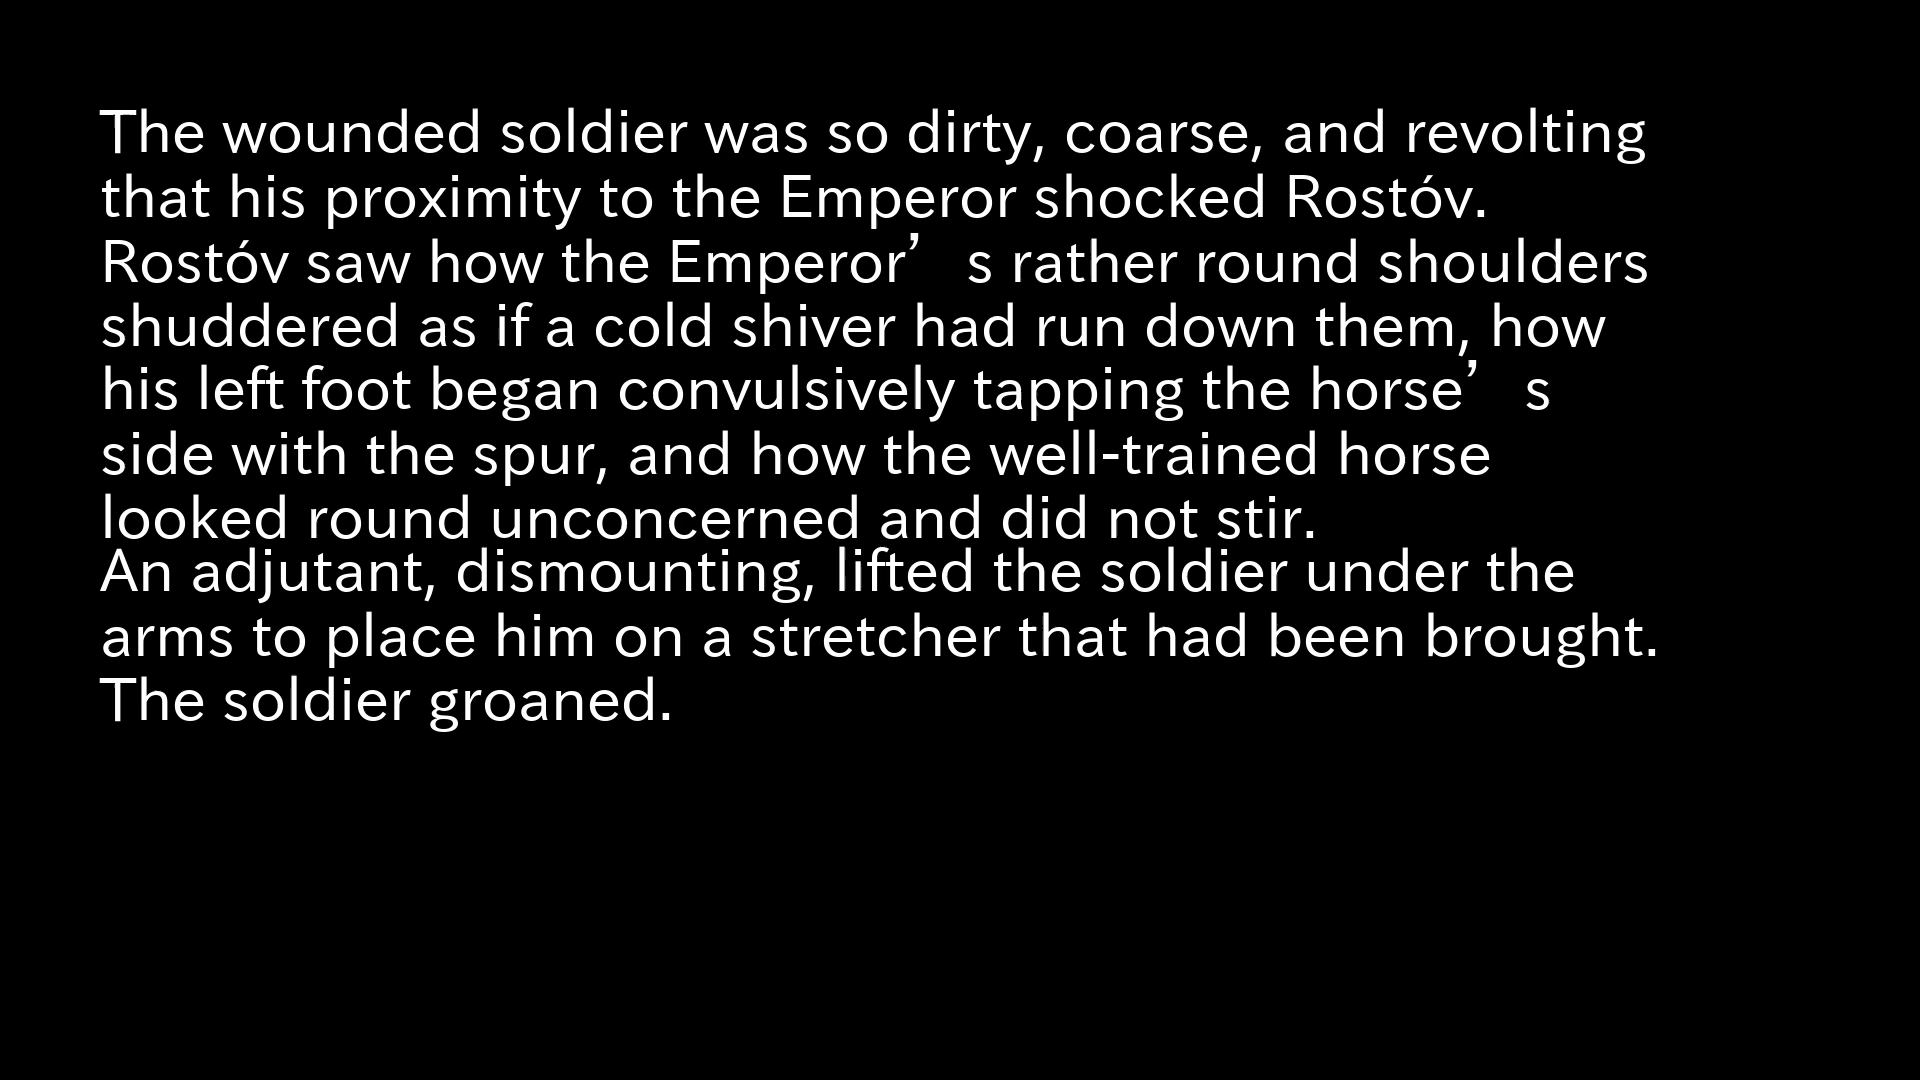 The wounded soldier was so dirty, coarse, and revolting
that his proximity to the Emperor shocked Rostóv.
Rostóv saw how the Emperor’s rather round shoulders
shuddered as if a cold shiver had run down them, how
his left foot began convulsively tapping the horse’s
side with the spur, and how the well-trained horse
looked round unconcerned and did not stir.
An adjutant, dismounting, lifted the soldier under the
arms to place him on a stretcher that had been brought.
The soldier groaned.